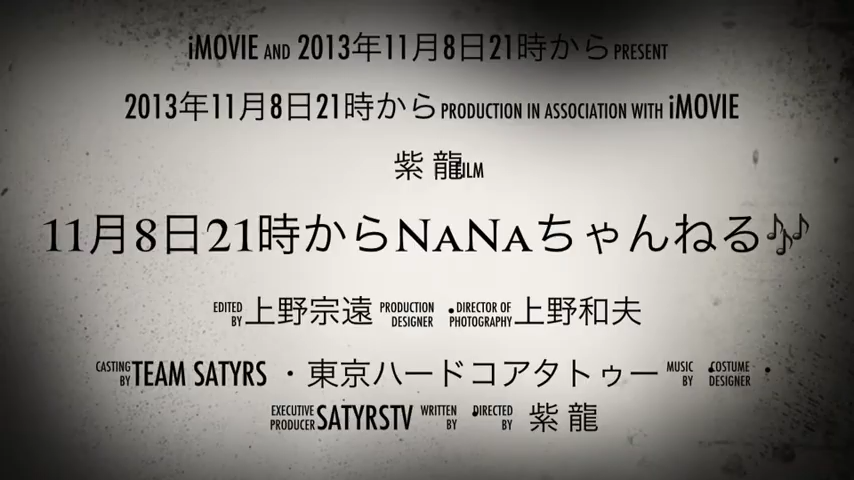 iMOVIE AND 2013年11月8日21時から PRESENT
2013年11月8日21時から PRODUCTION IN ASSOCIATION WITH iMOVIE
紫 龍 FILM
11月8日21時からNANAちゃんねる🎶
EDITED BY 上野宗遠 PRODUCTION DESIGNER ・DIRECTOR OF PHOTOGRAPHY 上野和夫
CASTING BY TEAM SATYRS ・東京ハードコアタトゥー MUSIC BY ・COSTUME DESIGNER ・
EXECUTIVE PRODUCER SATYRSTV WRITTEN BY ・DIRECTED BY 紫 龍